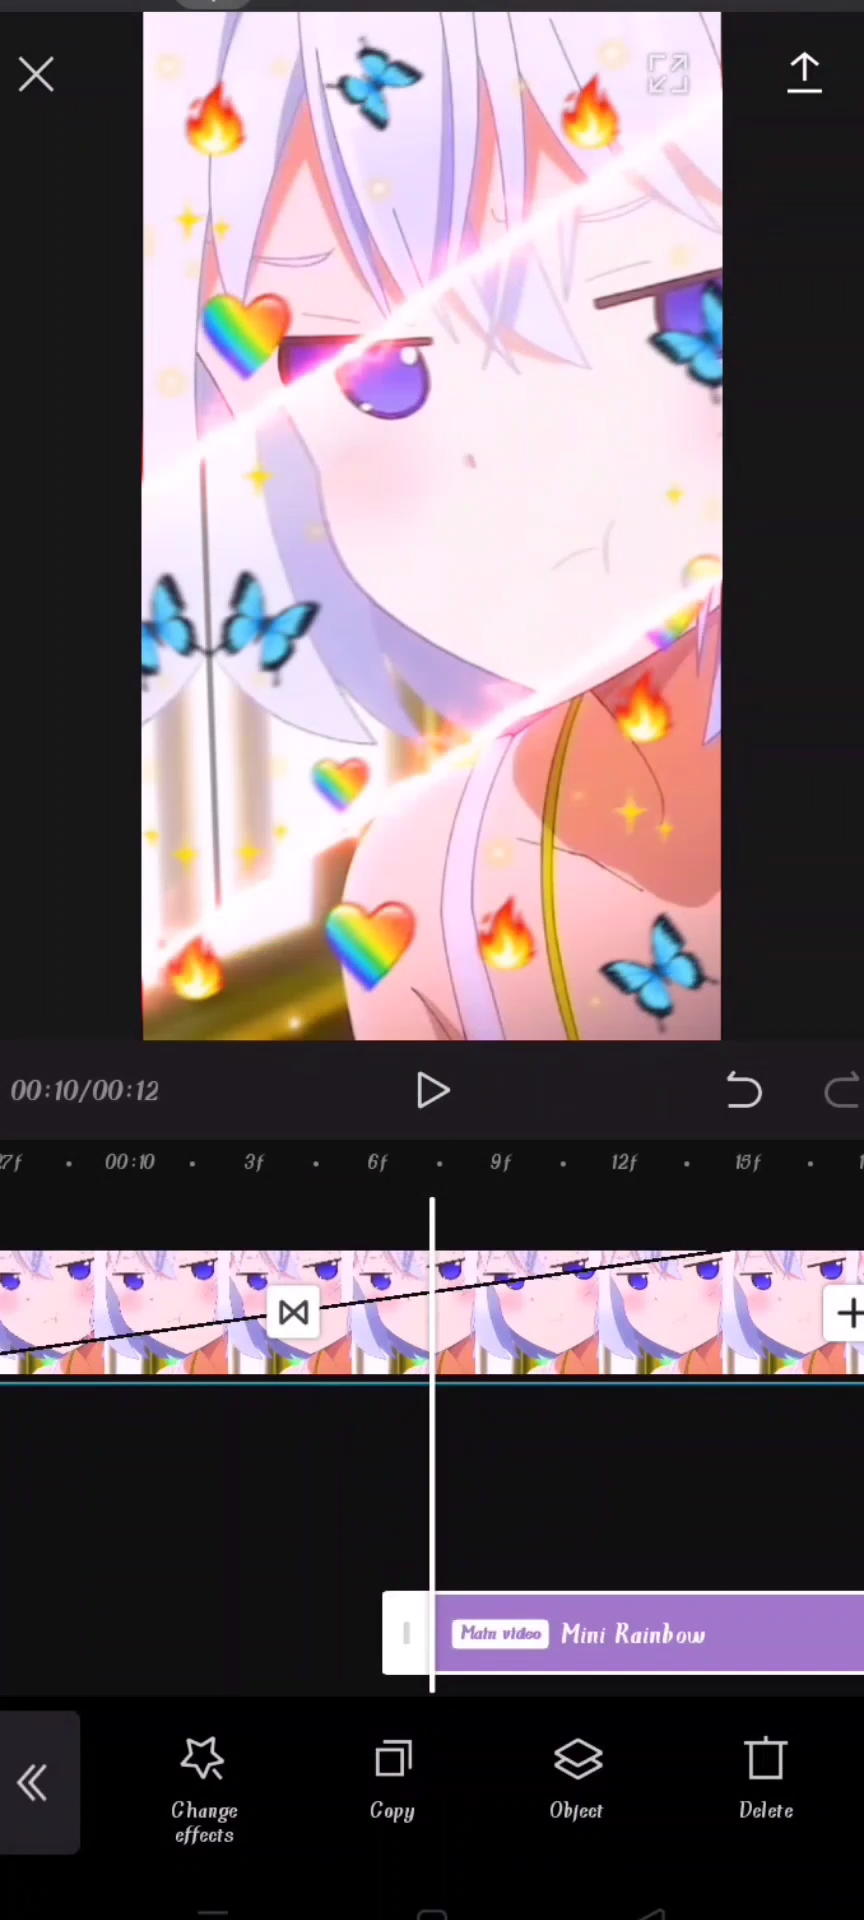 00:10/00:12
27f
00:10
3f
6f
9f
12f
15f
Main video
Mini Rainbow
Change
effects
Copy
Object
Delete